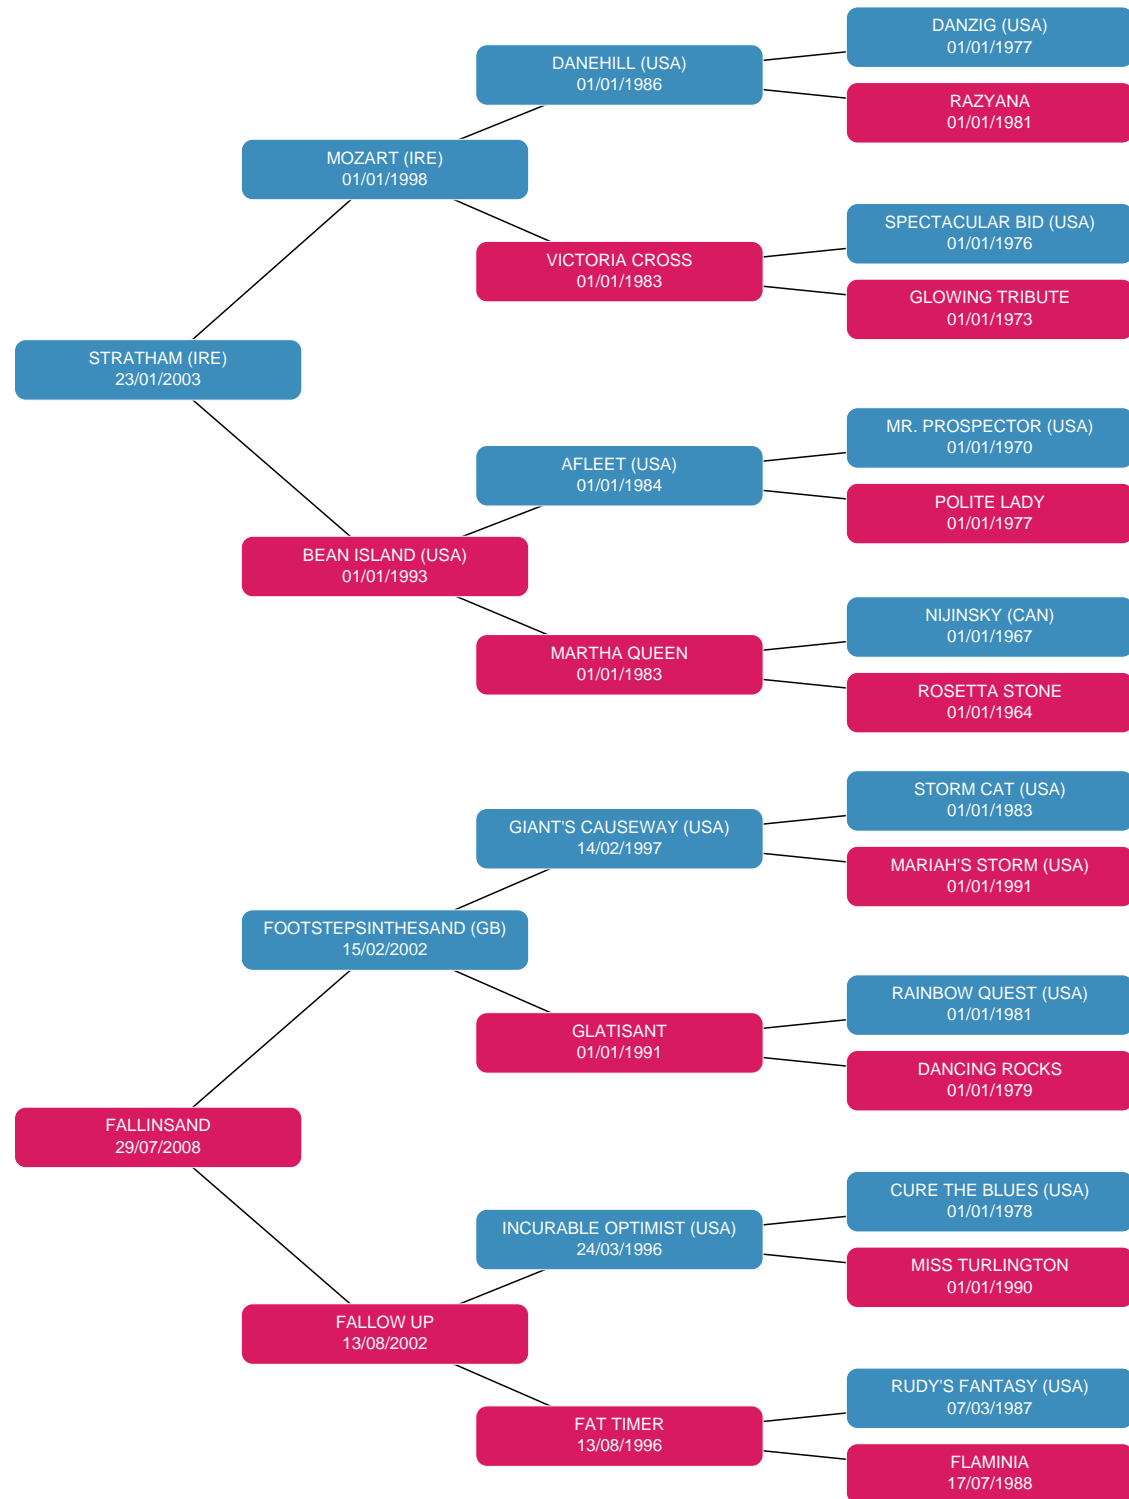 DANZIG (USA)
01/01/1977
DANEHILL (USA)
01/01/1986
RAZYANA
01/01/1981
MOZART (IRE)
01/01/1998
SPECTACULAR BID (USA)
01/01/1976
VICTORIA CROSS
01/01/1983
GLOWING TRIBUTE
01/01/1973
STRATHAM (IRE)
23/01/2003
MR. PROSPECTOR (USA)
01/01/1970
AFLEET (USA)
01/01/1984
POLITE LADY
01/01/1977
BEAN ISLAND (USA)
01/01/1993
NIJINSKY (CAN)
01/01/1967
MARTHA QUEEN
01/01/1983
ROSETTA STONE
01/01/1964
STORM CAT (USA)
01/01/1983
GIANT'S CAUSEWAY (USA)
14/02/1997
MARIAH'S STORM (USA)
01/01/1991
FOOTSTEPSINTHESAND (GB)
15/02/2002
RAINBOW QUEST (USA)
01/01/1981
GLATISANT
01/01/1991
DANCING ROCKS
01/01/1979
FALLINSAND
29/07/2008
CURE THE BLUES (USA)
01/01/1978
INCURABLE OPTIMIST (USA)
24/03/1996
MISS TURLINGTON
01/01/1990
FALLOW UP
13/08/2002
RUDY'S FANTASY (USA)
07/03/1987
FAT TIMER
13/08/1996
FLAMINIA
17/07/1988